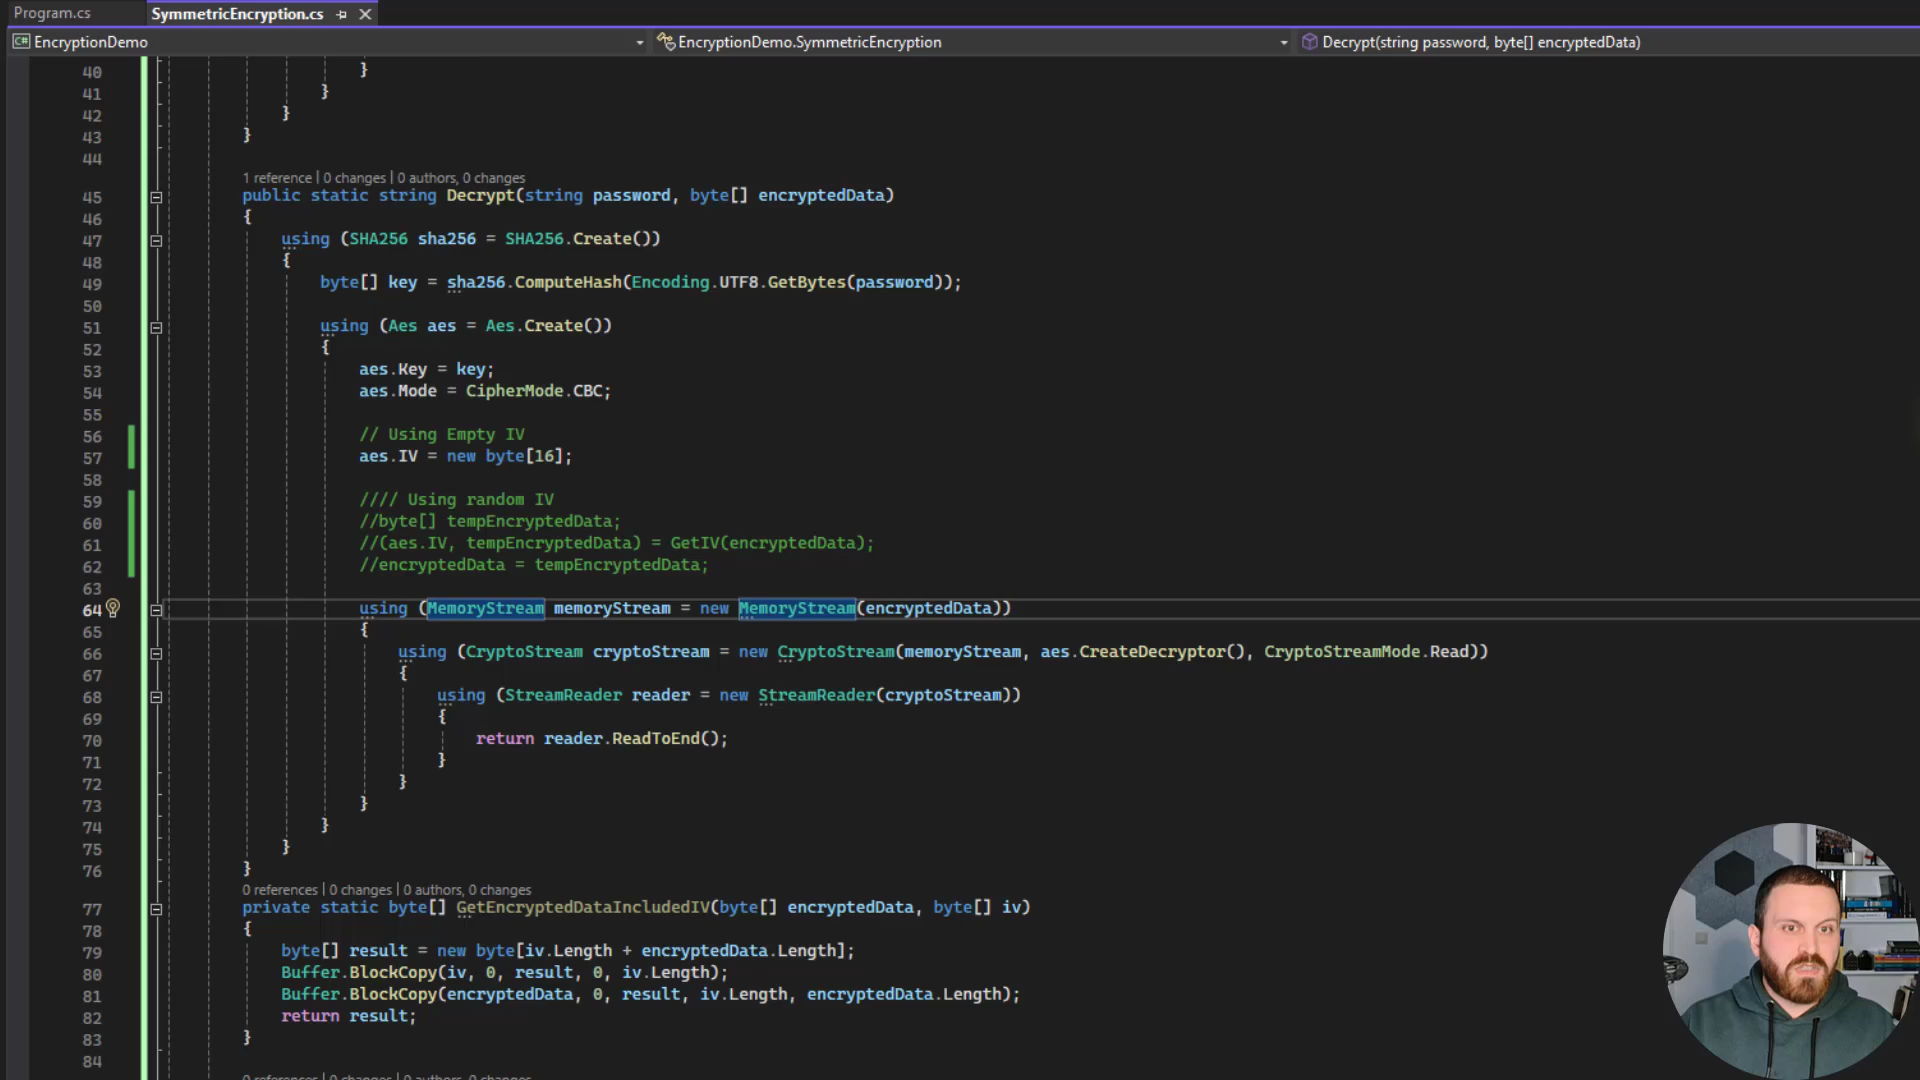 Program.cs
SymmetricEncryption.cs
EncryptionDemo
EncryptionDemo.SymmetricEncryption
Decrypt(string password, byte[] encryptedData)
40 }
41 }
42 }
43 }
44
1 reference | 0 changes | 0 authors, 0 changes
45 public static string Decrypt(string password, byte[] encryptedData)
46 {
47 using (SHA256 sha256 = SHA256.Create())
48 {
49 byte[] key = sha256.ComputeHash(Encoding.UTF8.GetBytes(password));
50
51 using (Aes aes = Aes.Create())
52 {
53 aes.Key = key;
54 aes.Mode = CipherMode.CBC;
55
56 // Using Empty IV
57 aes.IV = new byte[16];
58
59 //// Using random IV
60 //byte[] tempEncryptedData;
61 //(aes.IV, tempEncryptedData) = GetIV(encryptedData);
62 //encryptedData = tempEncryptedData;
63
64 using (MemoryStream memoryStream = new MemoryStream(encryptedData))
65 {
66 using (CryptoStream cryptoStream = new CryptoStream(memoryStream, aes.CreateDecryptor(), CryptoStreamMode.Read))
67 {
68 using (StreamReader reader = new StreamReader(cryptoStream))
69 {
70 return reader.ReadToEnd();
71 }
72 }
73 }
74 }
75 }
76 }
0 references | 0 changes | 0 authors, 0 changes
77 private static byte[] GetEncryptedDataIncludedIV(byte[] encryptedData, byte[] iv)
78 {
79 byte[] result = new byte[iv.Length + encryptedData.Length];
80 Buffer.BlockCopy(iv, 0, result, 0, iv.Length);
81 Buffer.BlockCopy(encryptedData, 0, result, iv.Length, encryptedData.Length);
82 return result;
83 }
84
0 references | 0 changes | 0 authors, 0 changes